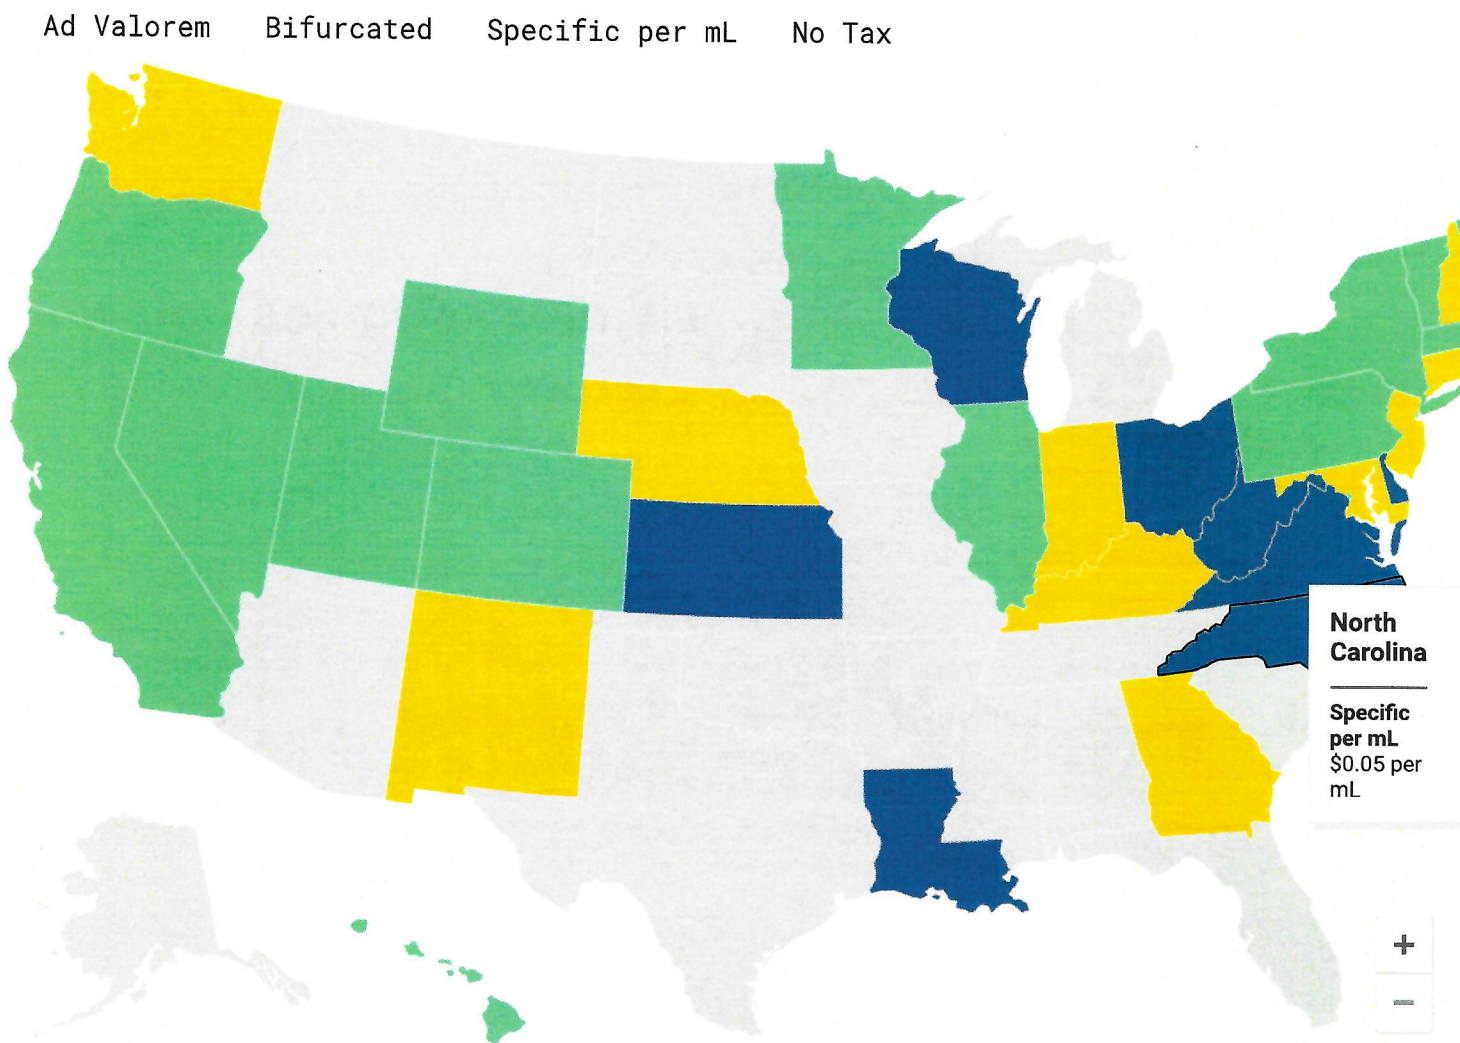 Ad Valorem Bifurcated Specific per mL No Tax
North
Carolina
Specific
per mL
$0.05 per
mL
+
−